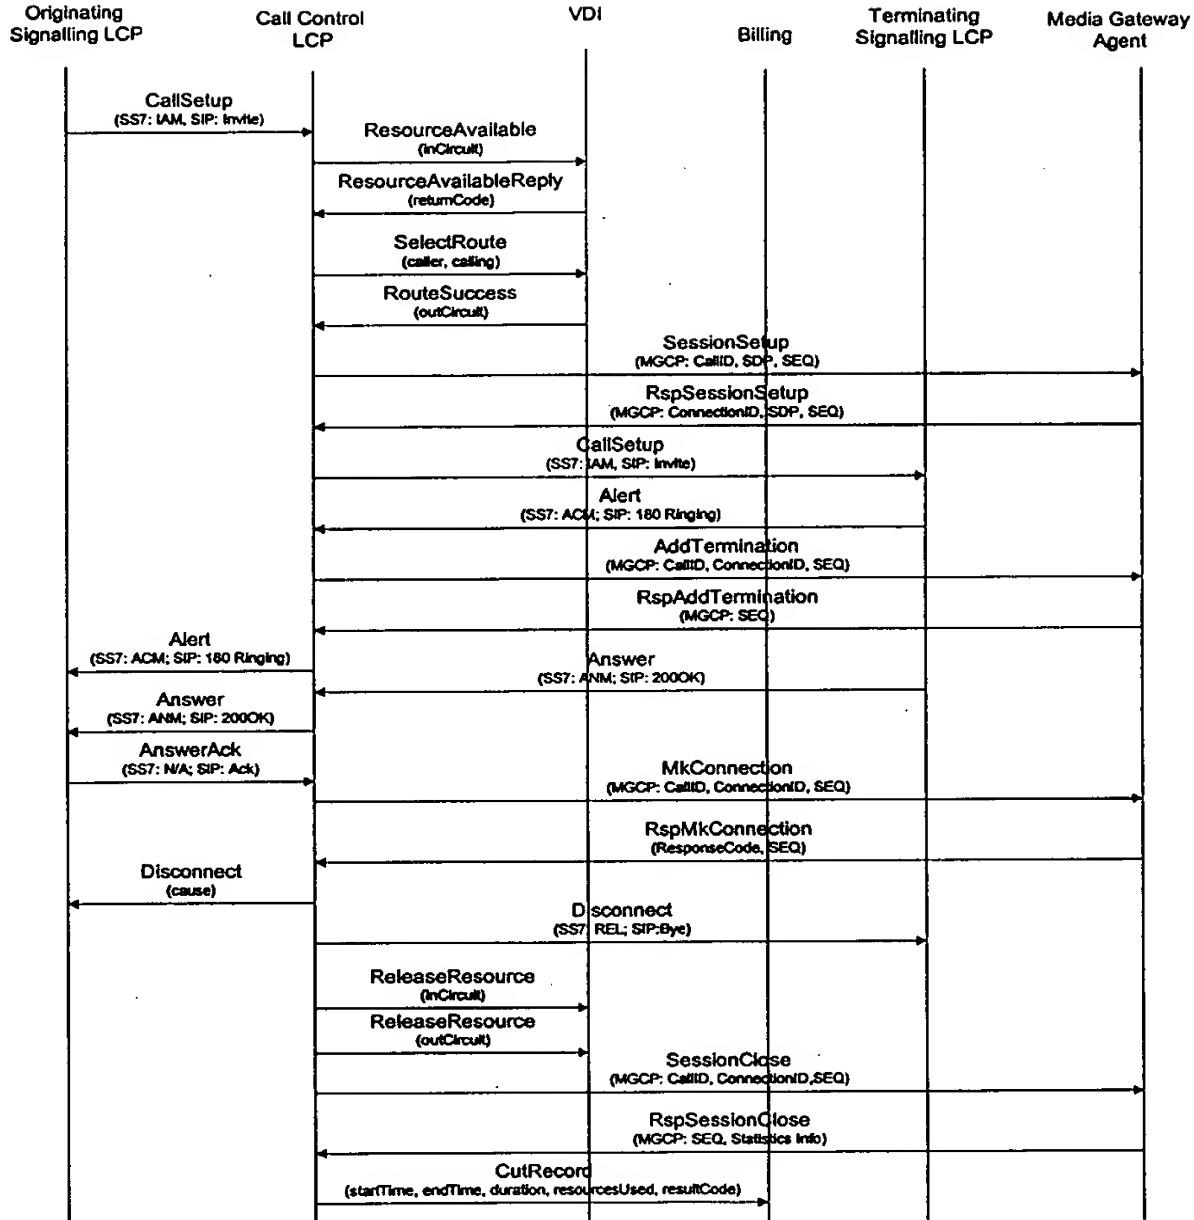 Originating
Signalling LCP
Call Control
LCP
VDI
Billing
Terminating
Signalling LCP
Media Gateway
Agent
CallSetup
(SS7: IAM, SIP: Invite)
ResourceAvailable
(inCircuit)
ResourceAvailableReply
(returnCode)
SelectRoute
(caller, calling)
RouteSuccess
(outCircuit)
SessionSetup
(MGCP: CallID, SDP, SEQ)
RspSessionSetup
(MGCP: ConnectionID, SDP, SEQ)
CallSetup
(SS7: IAM, SIP: Invite)
Alert
(SS7: ACM; SIP: 180 Ringing)
AddTermination
(MGCP: CallID, ConnectionID, SEQ)
RspAddTermination
(MGCP: SEQ)
Alert
(SS7: ACM; SIP: 180 Ringing)
Answer
(SS7: ANM; SIP: 200OK)
Answer
(SS7: ANM; SIP: 200OK)
AnswerAck
(SS7: N/A; SIP: Ack)
MkConnection
(MGCP: CallID, ConnectionID, SEQ)
RspMkConnection
(ResponseCode, SEQ)
Disconnect
(cause)
Disconnect
(SS7: REL; SIP:Bye)
ReleaseResource
(inCircuit)
ReleaseResource
(outCircuit)
SessionClose
(MGCP: CallID, ConnectionID,SEQ)
RspSessionClose
(MGCP: SEQ, Statistics Info)
CutRecord
(startTime, endTime, duration, resourcesUsed, resultCode)